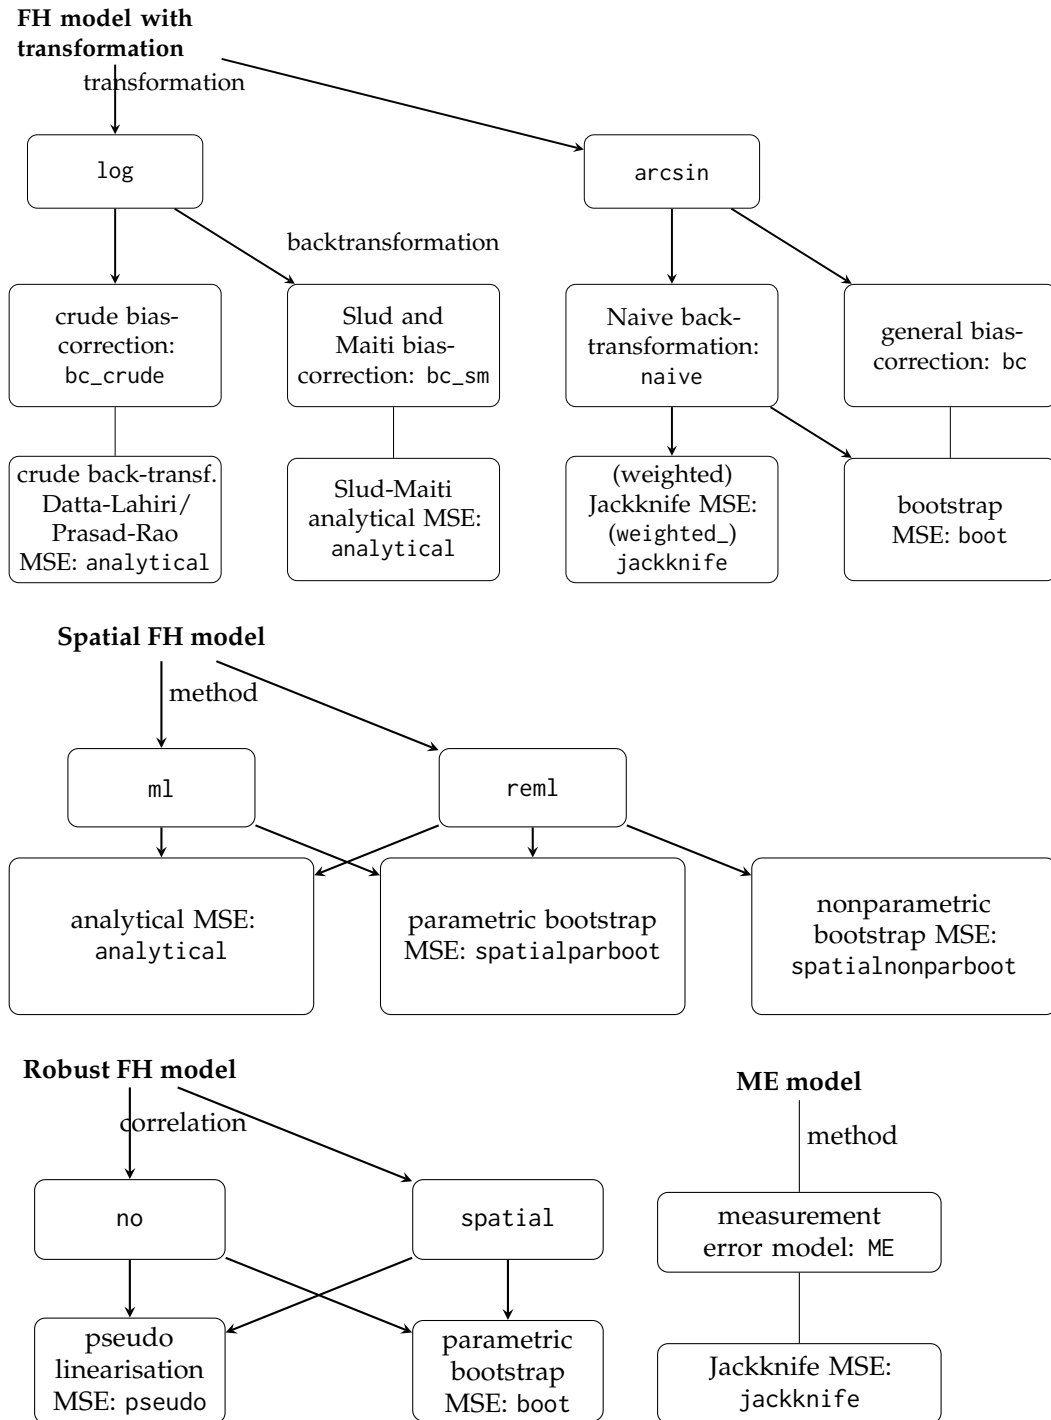 FH model with
transformation
transformation
log
arcsin
backtransformation
crude bias-
correction:
bc_crude
Slud and
Maiti bias-
correction: bc_sm
Naive back-
transformation:
naive
general bias-
correction: bc
crude back-transf.
Datta-Lahiri/
Prasad-Rao
MSE: analytical
Slud-Maiti
analytical MSE:
analytical
(weighted)
Jackknife MSE:
(weighted_)
jackknife
bootstrap
MSE: boot
Spatial FH model
method
ml
reml
analytical MSE:
analytical
parametric bootstrap
MSE: spatialparboot
nonparametric
bootstrap MSE:
spatialnonparboot
Robust FH model
correlation
no
spatial
pseudo
linearisation
MSE: pseudo
parametric
bootstrap
MSE: boot
ME model
method
measurement
error model: ME
Jackknife MSE:
jackknife